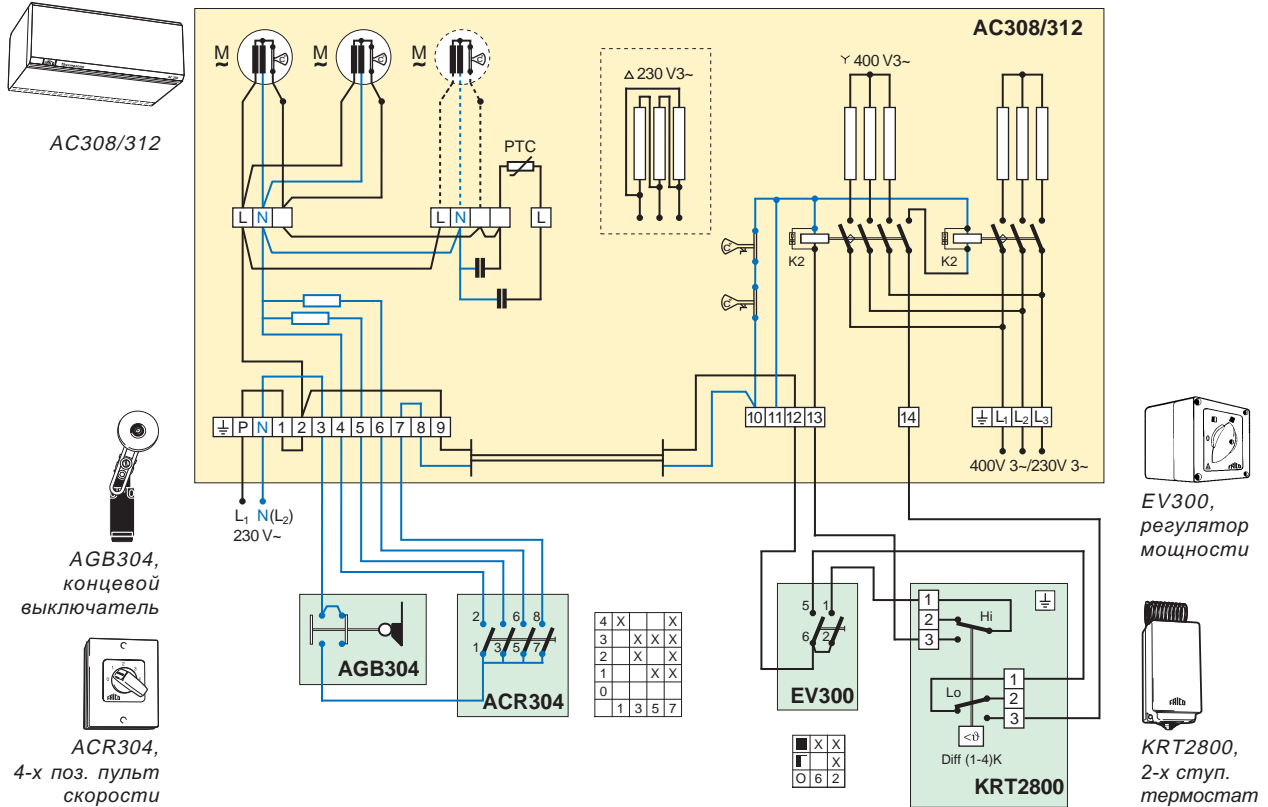 AC308/312
M
~
M
~
M
~
Δ 230 V3~
Y 400 V3~
AC308/312
PTC
L N
L N
L
K2
K2
⏚ P N 1 2 3 4 5 6 7 8 9
10 11 12 13
14
⏚ L₁ L₂ L₃
400V 3~/230V 3~
L₁ N(L₂)
230 V~
AGB304,
концевой
выключатель
AGB304
2 6 8
1 3 5 7
ACR304
4 X X
3 X X X
2 X X
1 X X
0
1 3 5 7
5 1
6 2
EV300
■ X X
X
O 6 2
1
2
3
Hi
⏚
Lo
1
2
3
<ϑ
Diff (1-4)K
KRT2800
EV300,
регулятор
мощности
ACR304,
4-х поз. пульт
скорости
KRT2800,
2-х ступ.
термостат